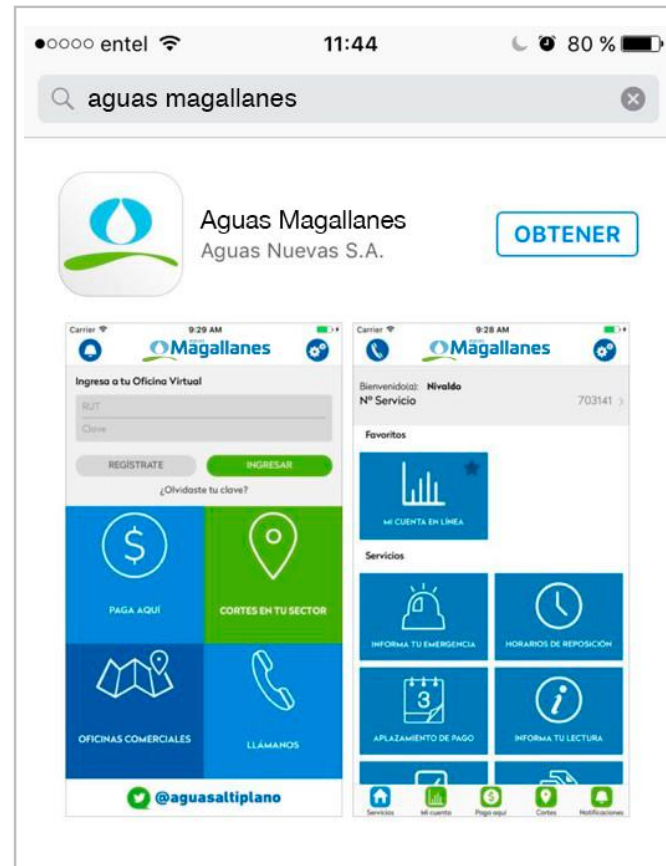 entel 11:44 80 %
aguas magallanes
Aguas Magallanes
Aguas Nuevas S.A.
OBTENER
Carrier 9:29 AM
aguas
Magallanes
Ingresa a tu Oficina Virtual
RUT
Clave
REGÍSTRATE INGRESAR
¿Olvidaste tu clave?
PAGA AQUÍ
CORTES EN TU SECTOR
OFICINAS COMERCIALES
LLÁMANOS
@aguasaltiplano
Carrier 9:28 AM
aguas
Magallanes
Bienvenido(a): Nivaldo
Nº Servicio 703141
Favoritos
MI CUENTA EN LÍNEA
Servicios
INFORMA TU EMERGENCIA
HORARIOS DE REPOSICIÓN
3
APLAZAMIENTO DE PAGO
INFORMA TU LECTURA
Servicios Mi cuenta Paga aquí Cortes Notificaciones